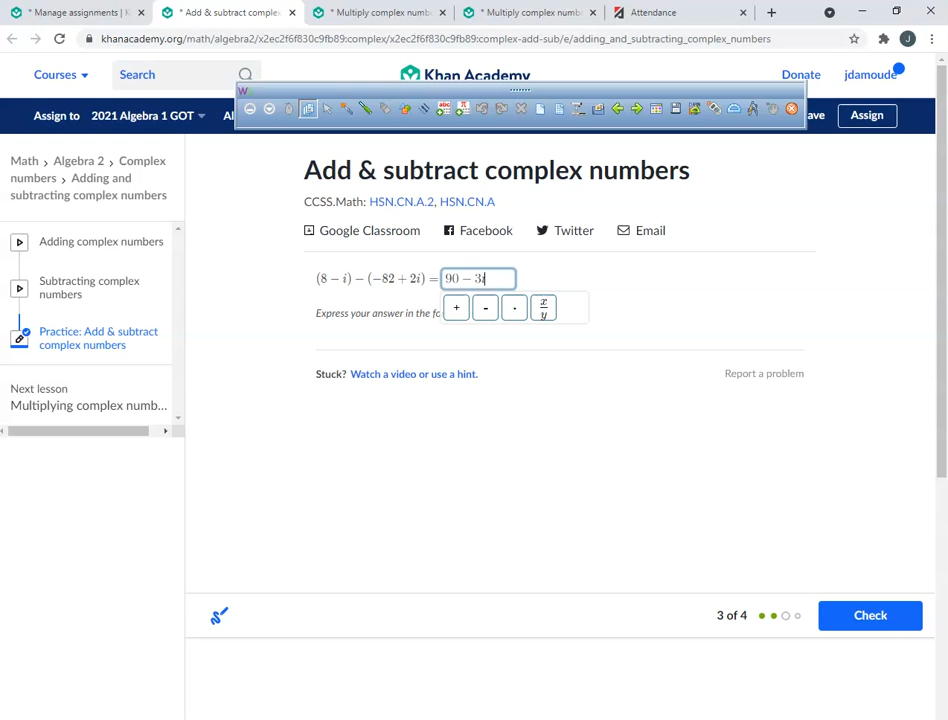 * Manage assignments | K
* Add & subtract comple
* Multiply complex numb
* Multiply complex numb
Attendance
khanacademy.org/math/algebra2/x2ec2f6f830c9fb89:complex/x2ec2f6f830c9fb89:complex-add-sub/e/adding_and_subtracting_complex_numbers
J
Courses
Search
Khan Academy
Donate
jdamoude
Assign to
2021 Algebra 1 GOT
Al
ave
Assign
Math > Algebra 2 > Complex
numbers > Adding and
subtracting complex numbers
Adding complex numbers
Subtracting complex
numbers
Practice: Add & subtract
complex numbers
Next lesson
Multiplying complex numb...
Add & subtract complex numbers
CCSS.Math: HSN.CN.A.2, HSN.CN.A
Google Classroom
Facebook
Twitter
Email
(8 − i) − (−82 + 2i) = 90 − 3i
Express your answer in the fo
+ - · x/y
Stuck? Watch a video or use a hint.
Report a problem
3 of 4
Check